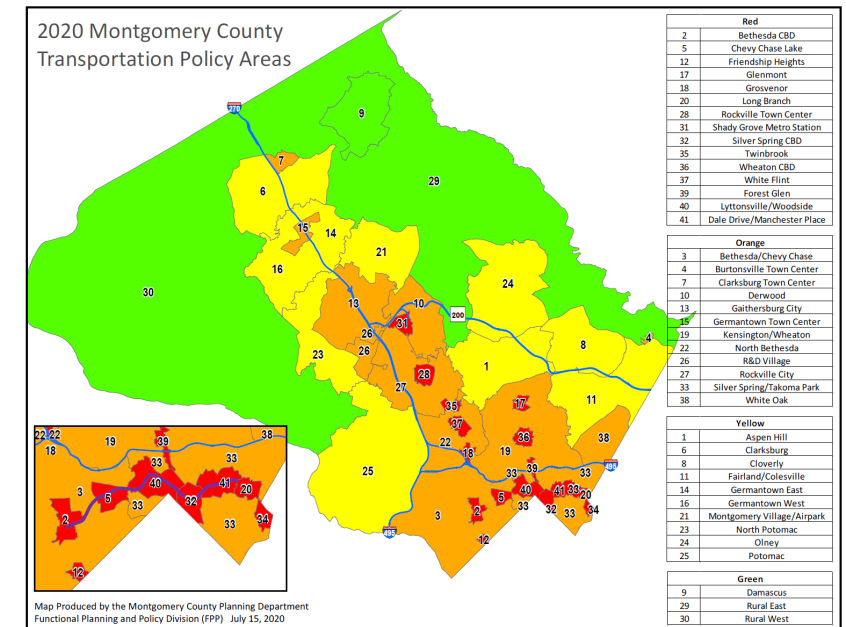 2020 Montgomery County
Transportation Policy Areas
270
9
7
29
6
15
14
21
16
24
30
13
10
200
31
26
4
8
26
23
1
28
27
11
35
17
37
36
38
22
18
19
25
39
33
33
495
40
41 33 20
5
3
2
33
32
33
34
12
495
22 22
18
19
39
38
33
33
3
40
41
20
5
2
33
32
33
34
12
Map Produced by the Montgomery County Planning Department
Functional Planning and Policy Division (FPP) July 15, 2020
Red
2 Bethesda CBD
5 Chevy Chase Lake
12 Friendship Heights
17 Glenmont
18 Grosvenor
20 Long Branch
28 Rockville Town Center
31 Shady Grove Metro Station
32 Silver Spring CBD
35 Twinbrook
36 Wheaton CBD
37 White Flint
39 Forest Glen
40 Lyttonsville/Woodside
41 Dale Drive/Manchester Place
Orange
3 Bethesda/Chevy Chase
4 Burtonsville Town Center
7 Clarksburg Town Center
10 Derwood
13 Gaithersburg City
15 Germantown Town Center
19 Kensington/Wheaton
22 North Bethesda
26 R&D Village
27 Rockville City
33 Silver Spring/Takoma Park
38 White Oak
Yellow
1 Aspen Hill
6 Clarksburg
8 Cloverly
11 Fairland/Colesville
14 Germantown East
16 Germantown West
21 Montgomery Village/Airpark
23 North Potomac
24 Olney
25 Potomac
Green
9 Damascus
29 Rural East
30 Rural West